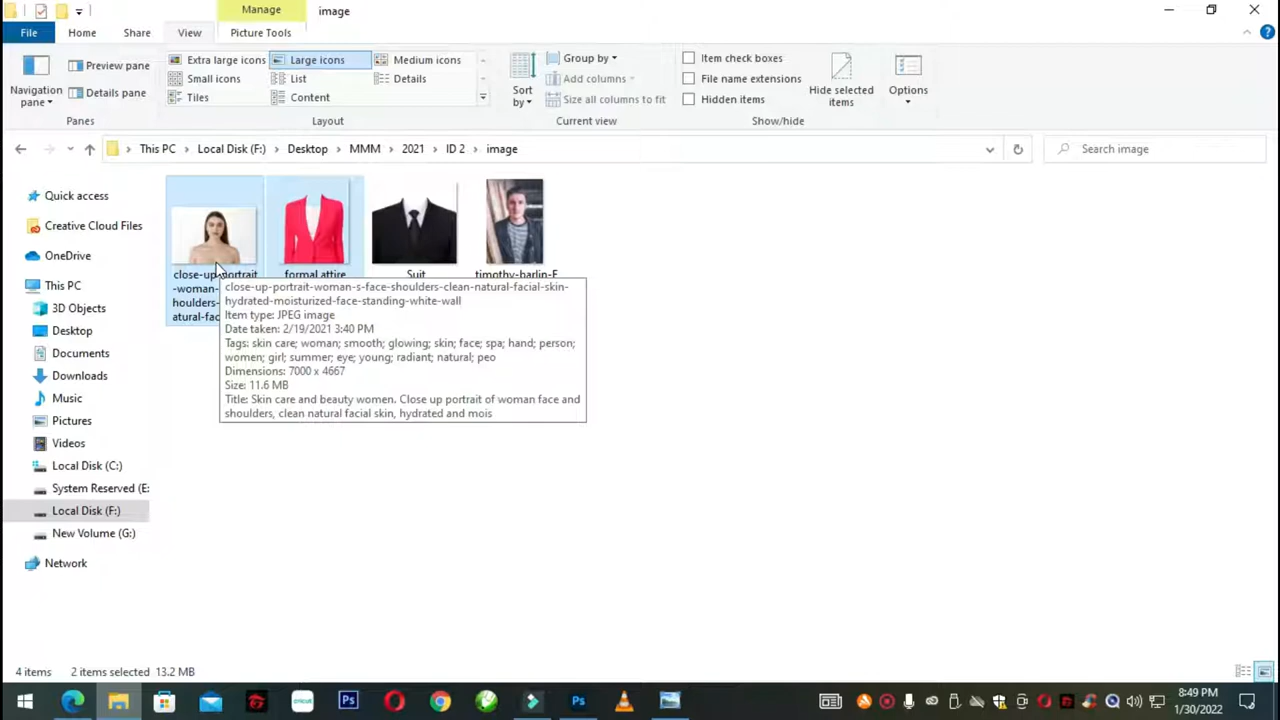 Manage
image
File
Home
Share
View
Picture Tools
Extra large icons
Large icons
Medium icons
Small icons
List
Details
Tiles
Content
Preview pane
Details pane
Navigation
pane
Panes
Layout
Sort
by
Group by
Add columns
Size all columns to fit
Current view
Item check boxes
File name extensions
Hidden items
Hide selected
items
Show/hide
Options
This PC
Local Disk (F:)
Desktop
MMM
2021
ID 2
image
Search image
Quick access
Creative Cloud Files
OneDrive
This PC
3D Objects
Desktop
Documents
Downloads
Music
Pictures
Videos
Local Disk (C:)
System Reserved (E:
Local Disk (F:)
New Volume (G:)
Network
close-up-portrait
-woman-
houlders-
atural-fac
formal attire
Suit
timothy-barlin-F
close-up-portrait-woman-s-face-shoulders-clean-natural-facial-skin-
hydrated-moisturized-face-standing-white-wall
Item type: JPEG image
Date taken: 2/19/2021 3:40 PM
Tags: skin care; woman; smooth; glowing; skin; face; spa; hand; person;
women; girl; summer; eye; young; radiant; natural; peo
Dimensions: 7000 x 4667
Size: 11.6 MB
Title: Skin care and beauty women. Close up portrait of woman face and
shoulders, clean natural facial skin, hydrated and mois
4 items
2 items selected 13.2 MB
Ps
cricut
Ps
8:49 PM
1/30/2022